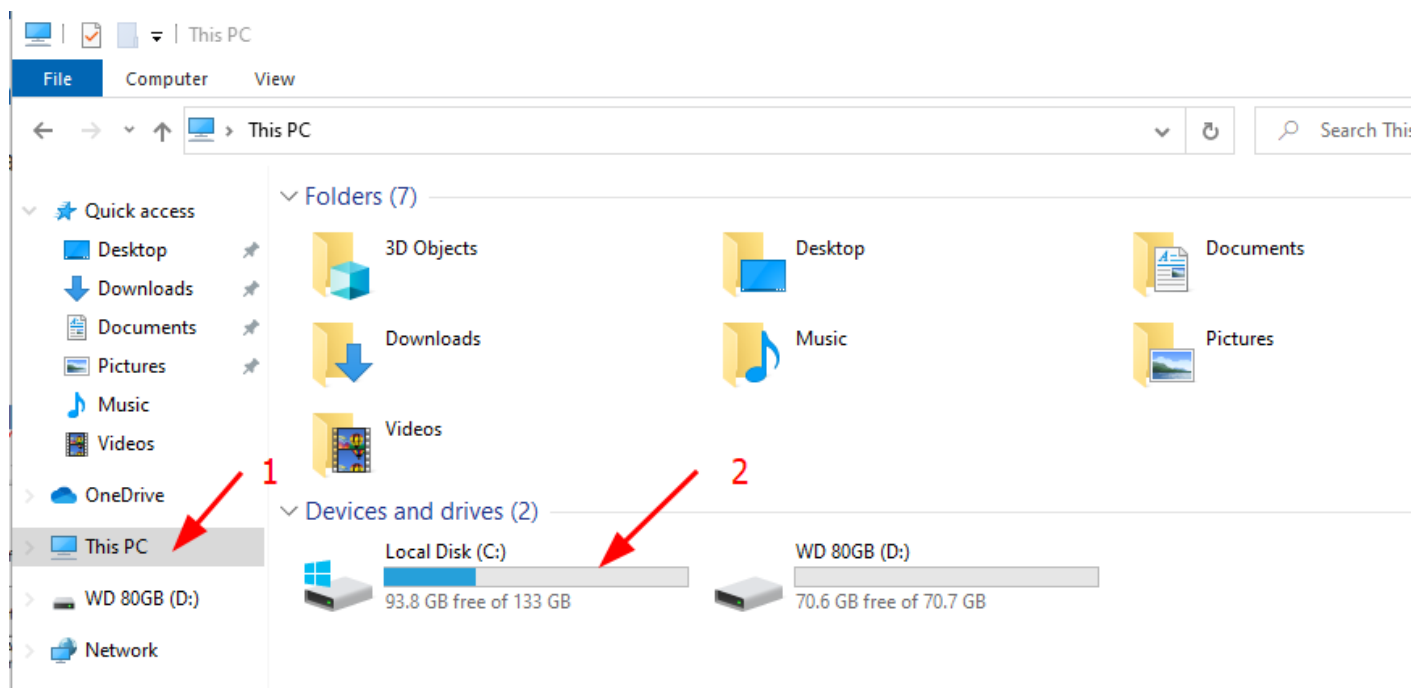 This PC
File Computer View
This PC
Search This
Quick access
Desktop
Downloads
Documents
Pictures
Music
Videos
OneDrive
This PC
WD 80GB (D:)
Network
1
Folders (7)
3D Objects Desktop Documents
Downloads Music Pictures
Videos
2
Devices and drives (2)
Local Disk (C:) WD 80GB (D:)
93.8 GB free of 133 GB 70.6 GB free of 70.7 GB